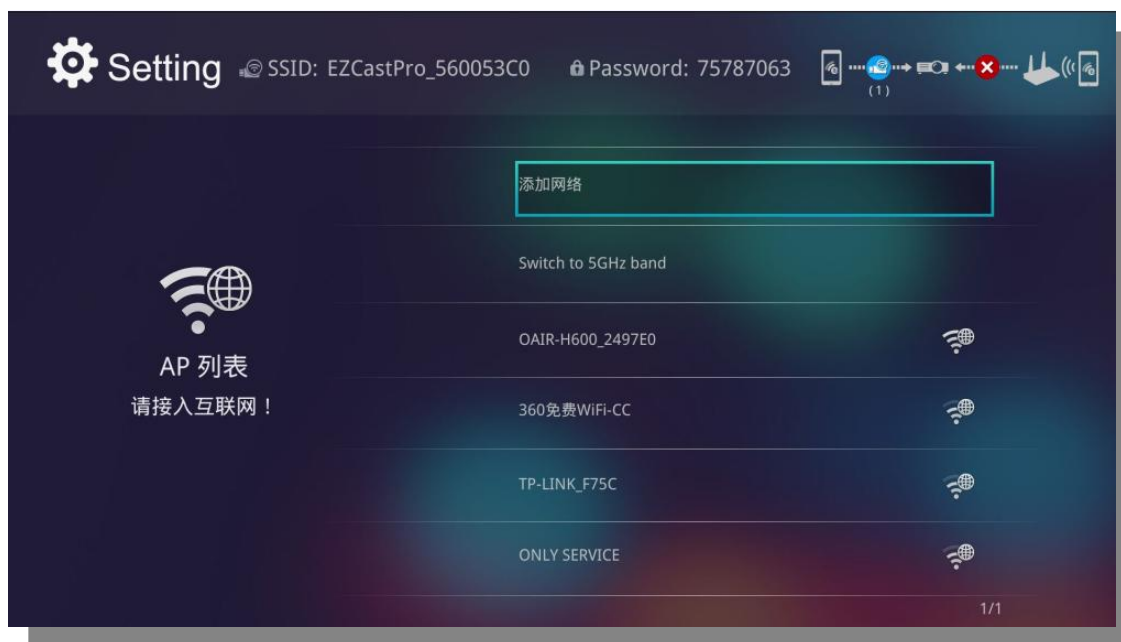 Setting SSID: EZCastPro_560053C0 Password: 75787063
(1)
添加网络
Switch to 5GHz band
OAIR-H600_2497E0
AP 列表
请接入互联网！
360免费WiFi-CC
TP-LINK_F75C
ONLY SERVICE
1/1